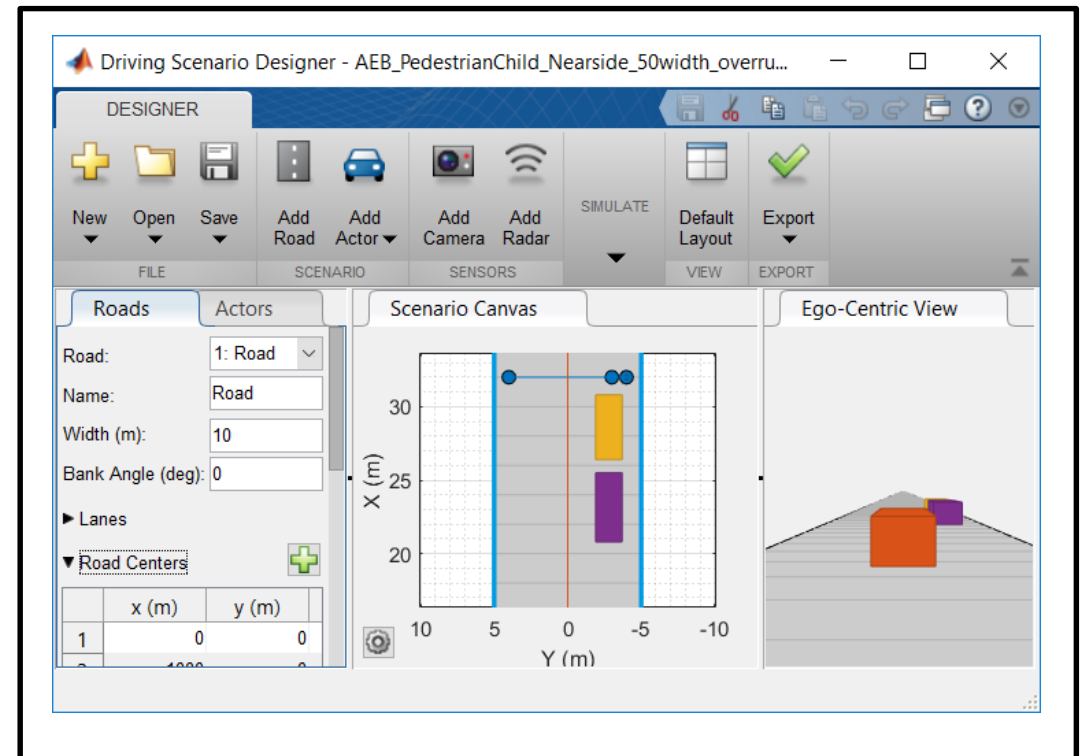 Driving Scenario Designer - AEB_PedestrianChild_Nearside_50width_overru...
DESIGNER
New Open Save Add Road Add Actor Add Camera Add Radar SIMULATE Default Layout Export
FILE SCENARIO SENSORS VIEW EXPORT
Roads Actors
Road: 1: Road
Name: Road
Width (m): 10
Bank Angle (deg): 0
Lanes
Road Centers
x (m) y (m)
1 0 0
Scenario Canvas
30
25
20
X (m)
10 5 0 -5 -10
Y (m)
Ego-Centric View